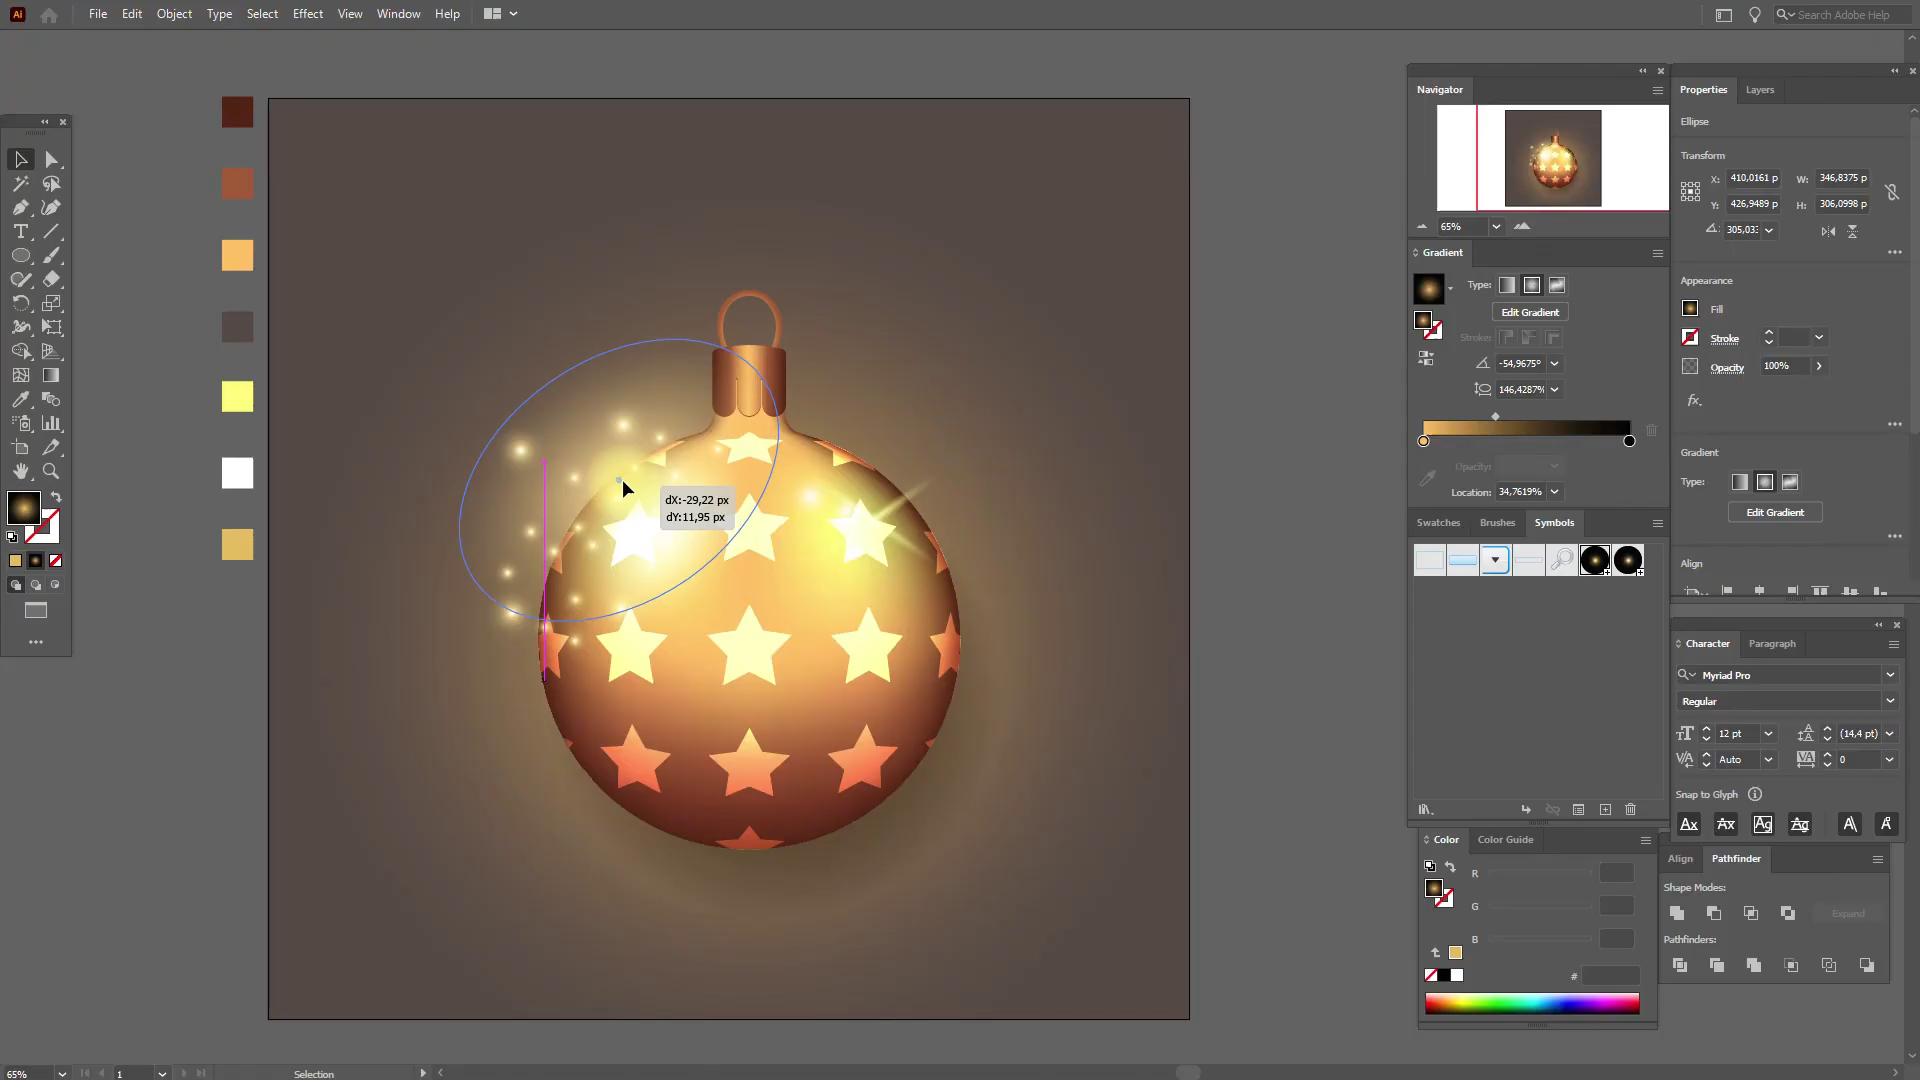 Ai
File Edit Object Type Select Effect View Window Help
Search Adobe Help
Navigator
Properties Layers
Ellipse
Transform
X: 410,0161 p W: 346,8375 p
Y: 426,9489 p H: 306,0998 p
305,03
65%
Gradient
Type:
Edit Gradient
Stroke:
-54,9675°
146,4287%
Opacity:
Location: 34,7619%
Appearance
Fill
Stroke
Opacity 100%
fx.
Gradient
Type:
Edit Gradient
Align
dX:-29,22 px
dY:11,95 px
Swatches Brushes Symbols
Character Paragraph
Myriad Pro
Regular
12 pt (14,4 pt)
Auto 0
Snap to Glyph
Color Color Guide
R
G
B
#
Align Pathfinder
Shape Modes:
Expand
Pathfinders:
65% 1 Selection